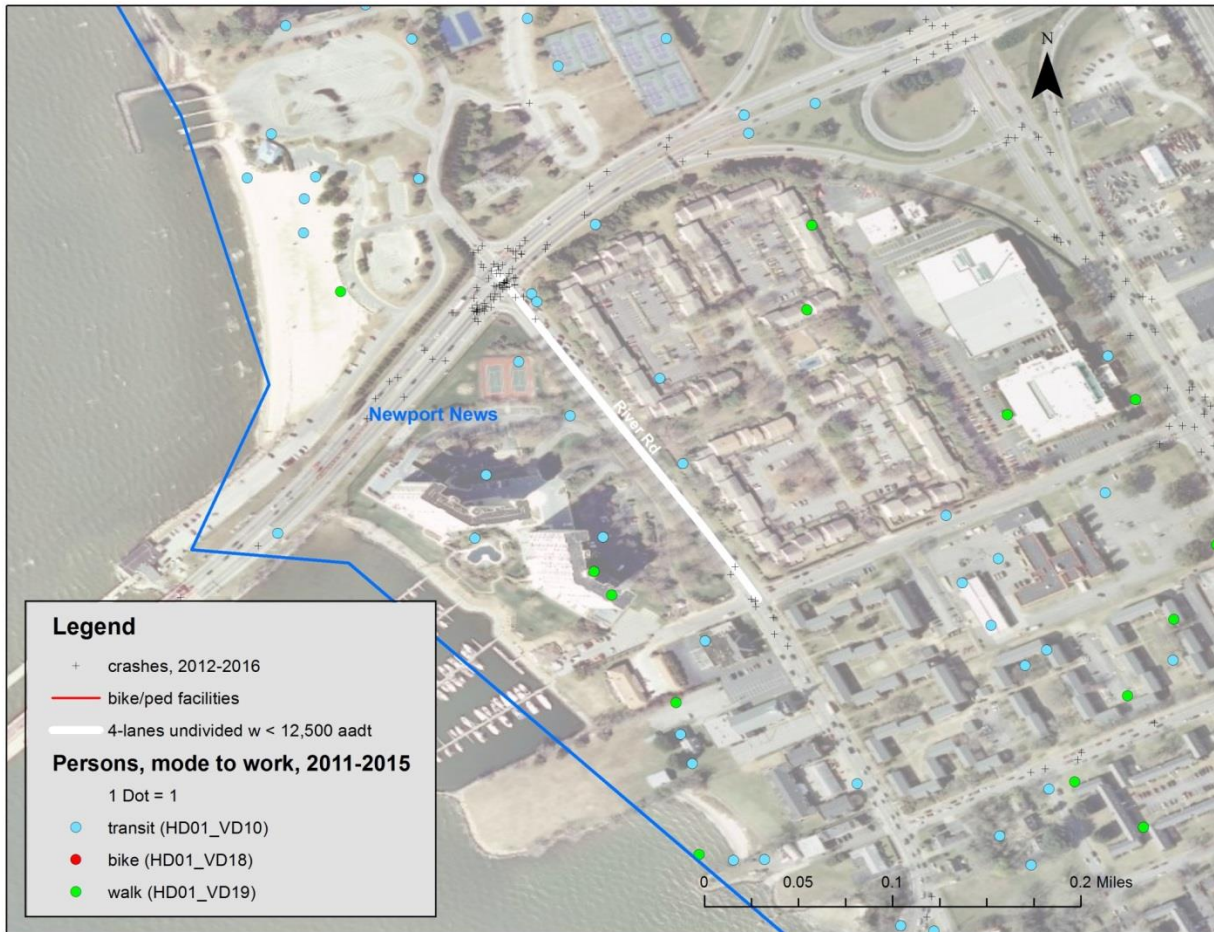 N
Newport News
River Rd
Legend
crashes, 2012-2016
bike/ped facilities
4-lanes undivided w < 12,500 aadt
Persons, mode to work, 2011-2015
1 Dot = 1
transit (HD01_VD10)
bike (HD01_VD18)
walk (HD01_VD19)
0 0.05 0.1 0.2 Miles